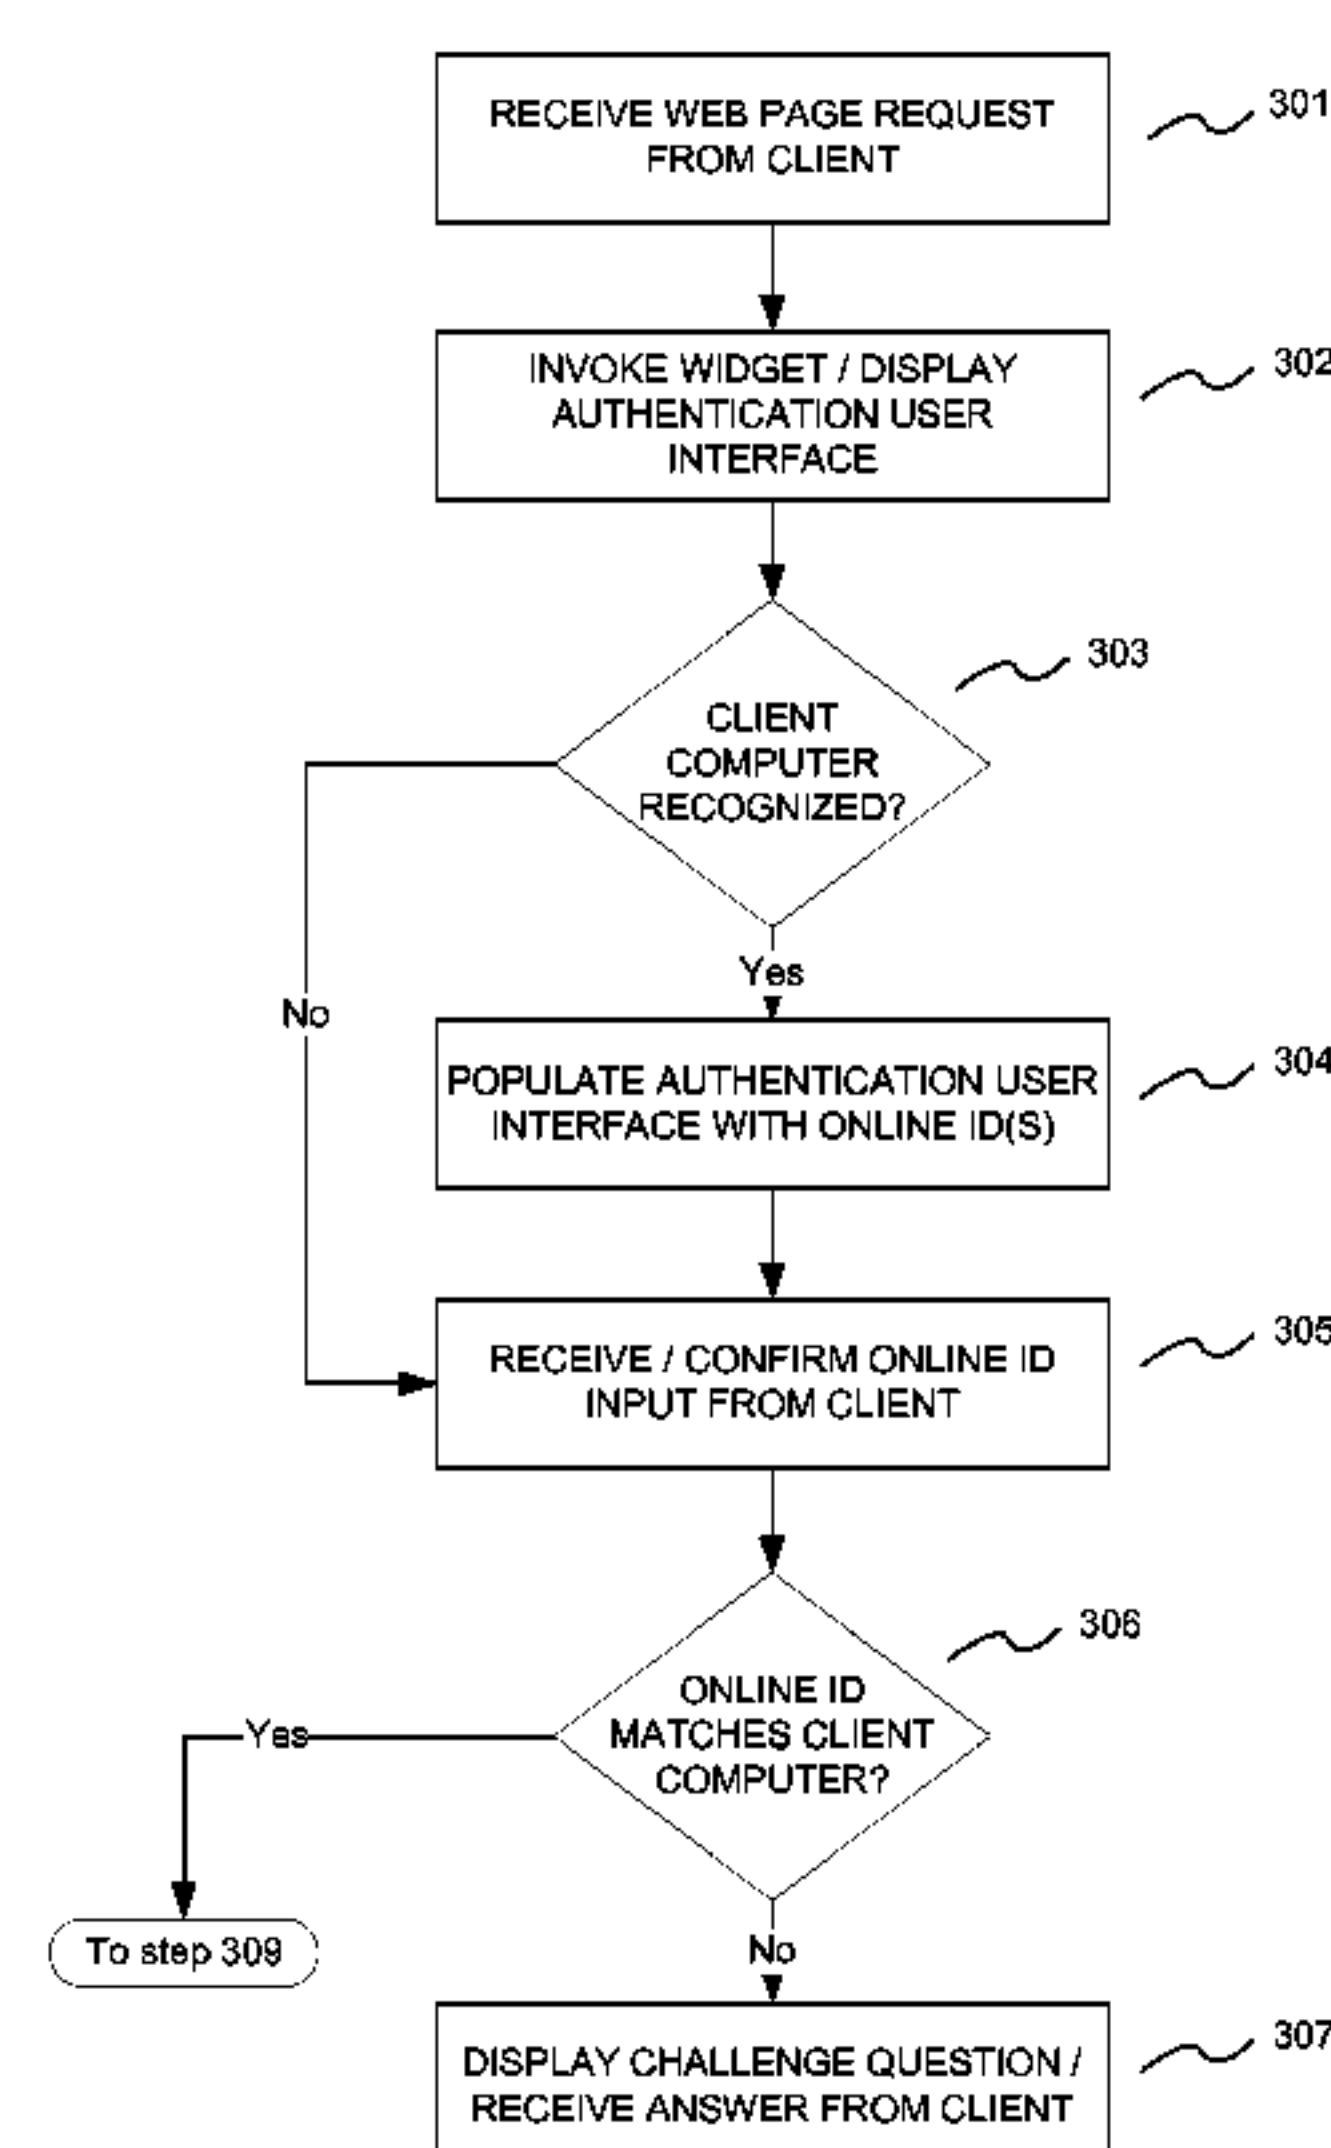 RECEIVE WEB PAGE REQUEST
FROM CLIENT
301
INVOKE WIDGET / DISPLAY
AUTHENTICATION USER
INTERFACE
302
303
CLIENT
COMPUTER
RECOGNIZED?
Yes
No
POPULATE AUTHENTICATION USER
INTERFACE WITH ONLINE ID(S)
304
RECEIVE / CONFIRM ONLINE ID
INPUT FROM CLIENT
305
306
ONLINE ID
MATCHES CLIENT
COMPUTER?
Yes
To step 309
No
DISPLAY CHALLENGE QUESTION /
RECEIVE ANSWER FROM CLIENT
307